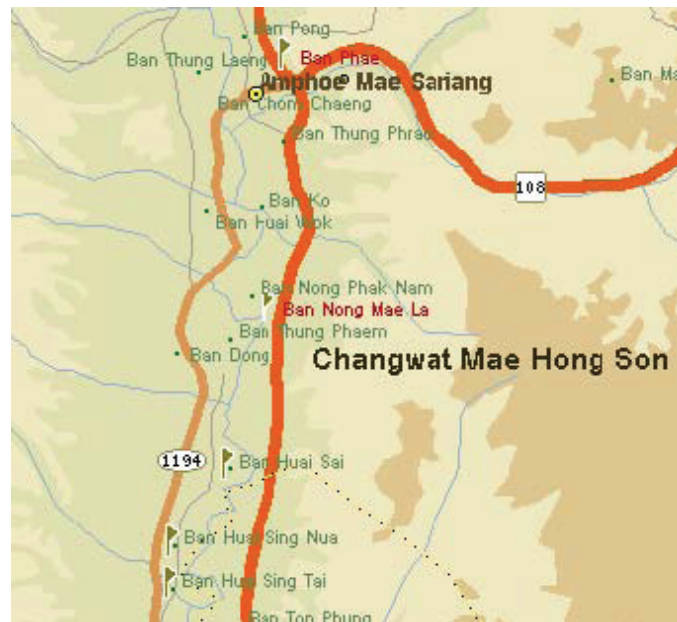 Ban Pong
Ban Phae
Ban Thung Laeng
Amphoe Mae Sariang
Ban Ma
Ban Chom Chaeng
Ban Thung Phrao
108
Ban Ko
Ban Huai Wok
Ban Nong Phak Nam
Ban Nong Mae La
Ban Thung Phaem
Ban Dong
Changwat Mae Hong Son
1194
Ban Huai Sai
Ban Huai Sing Nua
Ban Huai Sing Tai
Ban Ton Phung